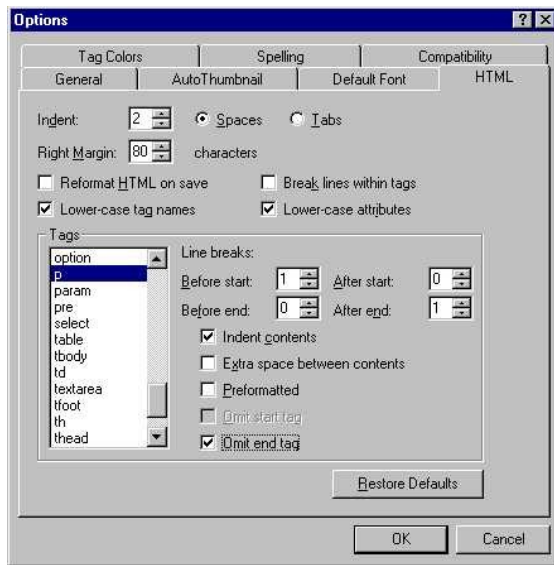 Options
Tag Colors Spelling Compatibility
General AutoThumbnail Default Font HTML
Indent: 2 Spaces Tabs
Right Margin: 80 characters
Reformat HTML on save Break lines within tags
Lower-case tag names Lower-case attributes
Tags
option Line breaks:
p Before start: 1 After start: 0
param
pre Before end: 0 After end: 1
select Indent contents
table
tbody Extra space between contents
td Preformatted
textarea
tfoot Omit start tag
th
thead Omit end tag
Restore Defaults
OK Cancel